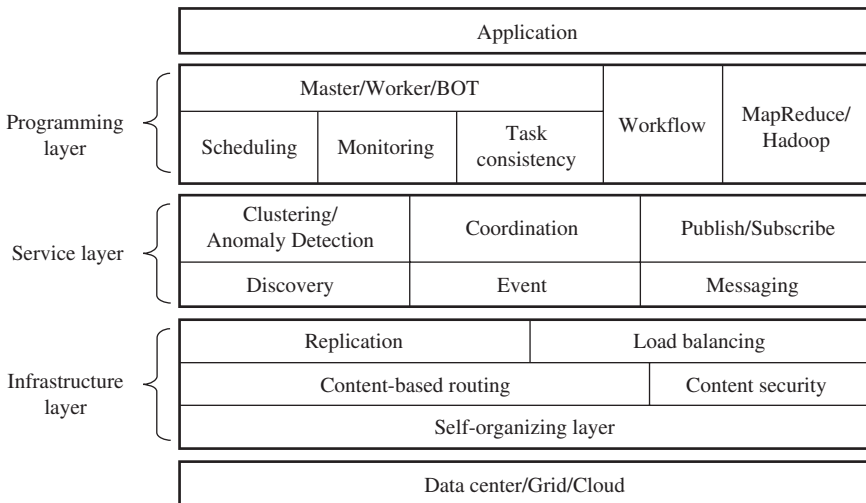 Application
Programming
layer
Master/Worker/BOT
Scheduling
Monitoring
Task
consistency
Workflow
MapReduce/
Hadoop
Service layer
Clustering/
Anomaly Detection
Coordination
Publish/Subscribe
Discovery
Event
Messaging
Infrastructure
layer
Replication
Load balancing
Content-based routing
Content security
Self-organizing layer
Data center/Grid/Cloud